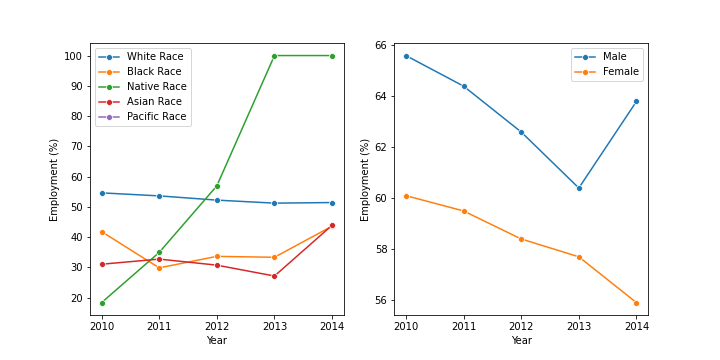 White Race
Black Race
Native Race
Asian Race
Pacific Race
100
90
80
70
60
50
40
30
20
Employment (%)
2010 2011 2012 2013 2014
Year
Male
Female
66
64
62
60
58
56
Employment (%)
2010 2011 2012 2013 2014
Year